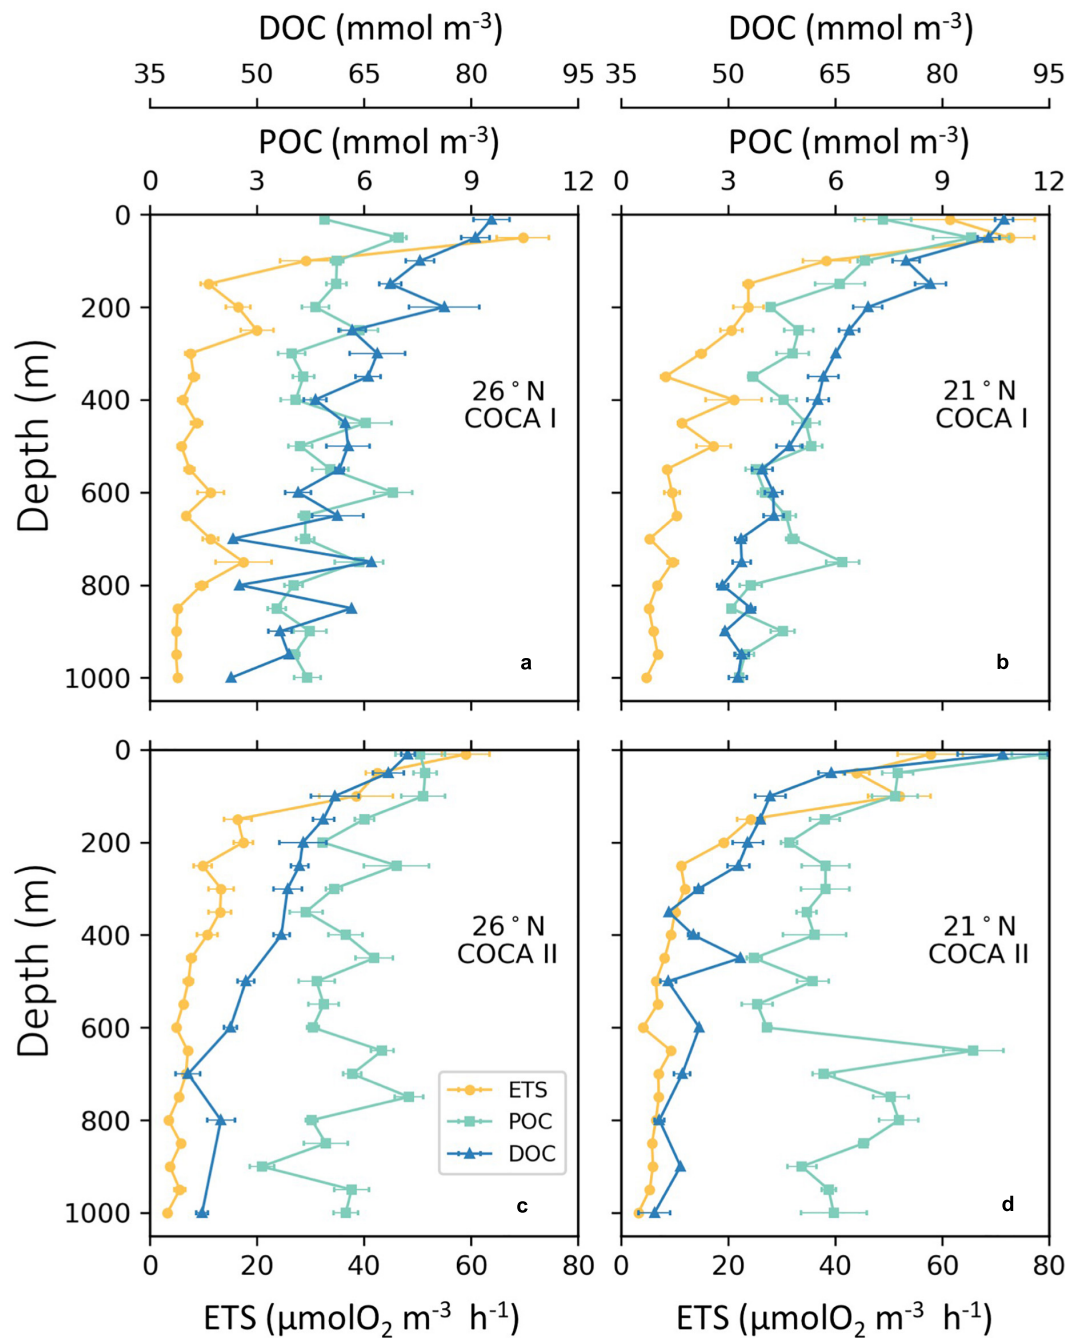 DOC (mmol m-3) DOC (mmol m-3)
35 50 65 80 95 35 50 65 80 95
POC (mmol m-3) POC (mmol m-3)
0 3 6 9 12 0 3 6 9 12
0
200
400
600
800
1000
Depth (m)
26°N
COCA I
a
21°N
COCA I
b
0
200
400
600
800
1000
Depth (m)
26°N
COCA II
ETS
POC
DOC
c
21°N
COCA II
d
0 20 40 60 80 0 20 40 60 80
ETS (μmolO2 m-3 h-1) ETS (μmolO2 m-3 h-1)